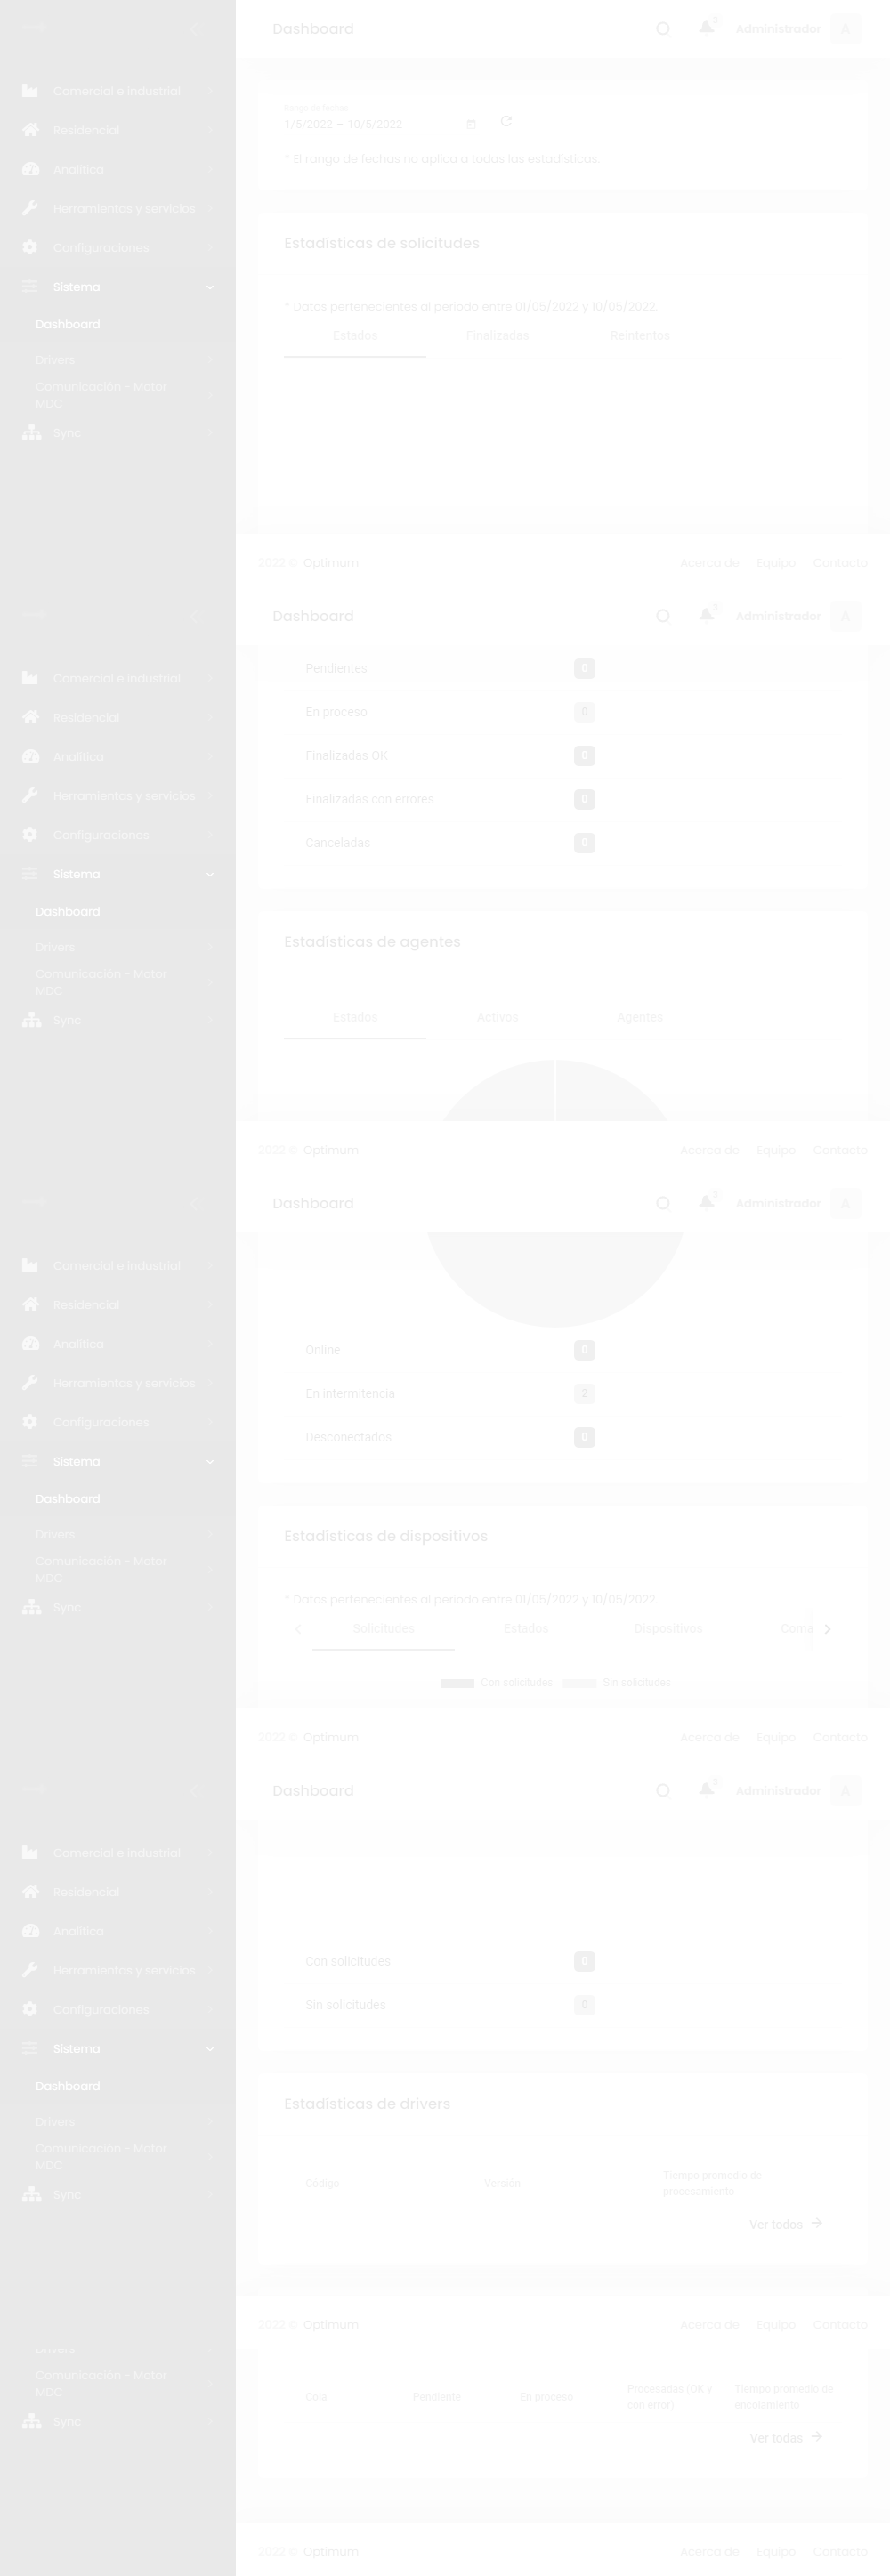 Dashboard
3
Administrador
A
Comercial e industrial
Residencial
Analítica
Herramientas y servicios
Configuraciones
Sistema
Dashboard
Drivers
Comunicación - Motor
MDC
Sync
Rango de fechas
1/5/2022 – 10/5/2022
* El rango de fechas no aplica a todas las estadísticas.
Estadísticas de solicitudes
* Datos pertenecientes al período entre 01/05/2022 y 10/05/2022.
Estados Finalizadas Reintentos
2022 © Optimum Acerca de Equipo Contacto
Dashboard
Administrador
A
Comercial e industrial
Residencial
Analítica
Herramientas y servicios
Configuraciones
Sistema
Dashboard
Drivers
Comunicación - Motor
MDC
Sync
Pendientes 0
En proceso 0
Finalizadas OK 0
Finalizadas con errores 0
Canceladas 0
Estadísticas de agentes
Estados Activos Agentes
2022 © Optimum Acerca de Equipo Contacto
Dashboard
Administrador
A
Comercial e industrial
Residencial
Analítica
Herramientas y servicios
Configuraciones
Sistema
Dashboard
Drivers
Comunicación - Motor
MDC
Sync
Online 0
En intermitencia 2
Desconectados 0
Estadísticas de dispositivos
* Datos pertenecientes al período entre 01/05/2022 y 10/05/2022.
Solicitudes Estados Dispositivos Coma
Con solicitudes Sin solicitudes
2022 © Optimum Acerca de Equipo Contacto
Dashboard
Administrador
A
Comercial e industrial
Residencial
Analítica
Herramientas y servicios
Configuraciones
Sistema
Dashboard
Drivers
Comunicación - Motor
MDC
Sync
Con solicitudes 0
Sin solicitudes 0
Estadísticas de drivers
Código Versión Tiempo promedio de
procesamiento
Ver todos
2022 © Optimum Acerca de Equipo Contacto
Comunicación - Motor
MDC
Sync
Cola Pendiente En proceso Procesadas (OK y
con error) Tiempo promedio de
encolamiento
Ver todas
2022 © Optimum Acerca de Equipo Contacto